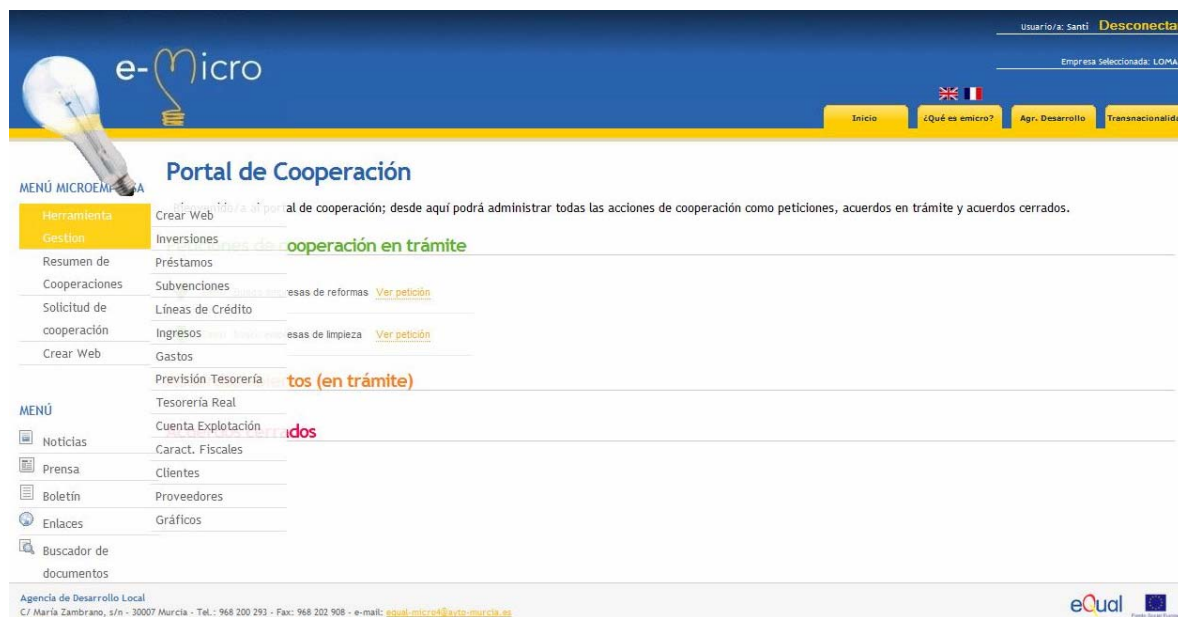 Usuario/a: Santi Desconecta
Empresa Seleccionada: LOMA
e-micro
Inicio
¿Qué es emicro?
Agr. Desarrollo
Transnacionalida
Portal de Cooperación
al de cooperación; desde aquí podrá administrar todas las acciones de cooperación como peticiones, acuerdos en trámite y acuerdos cerrados.
MENÚ MICROEMPRESA
Herramienta
Gestion
Resumen de
Cooperaciones
Solicitud de
cooperación
Crear Web
Crear Web
Inversiones
Préstamos
Subvenciones
Líneas de Crédito
Ingresos
Gastos
Previsión Tesorería
Tesorería Real
Cuenta Explotación
Caract. Fiscales
Clientes
Proveedores
Gráficos
cooperación en trámite
esas de reformas Ver petición
esas de limpieza Ver petición
tos (en trámite)
Acuerdos cerrados
MENÚ
Noticias
Prensa
Boletín
Enlaces
Buscador de
documentos
Agencia de Desarrollo Local
C/ María Zambrano, s/n - 30007 Murcia - Tel.: 968 200 293 - Fax: 968 202 908 - e-mail: equal-micro4@ayto-murcia.es
eQual
Fondo Social Europeo